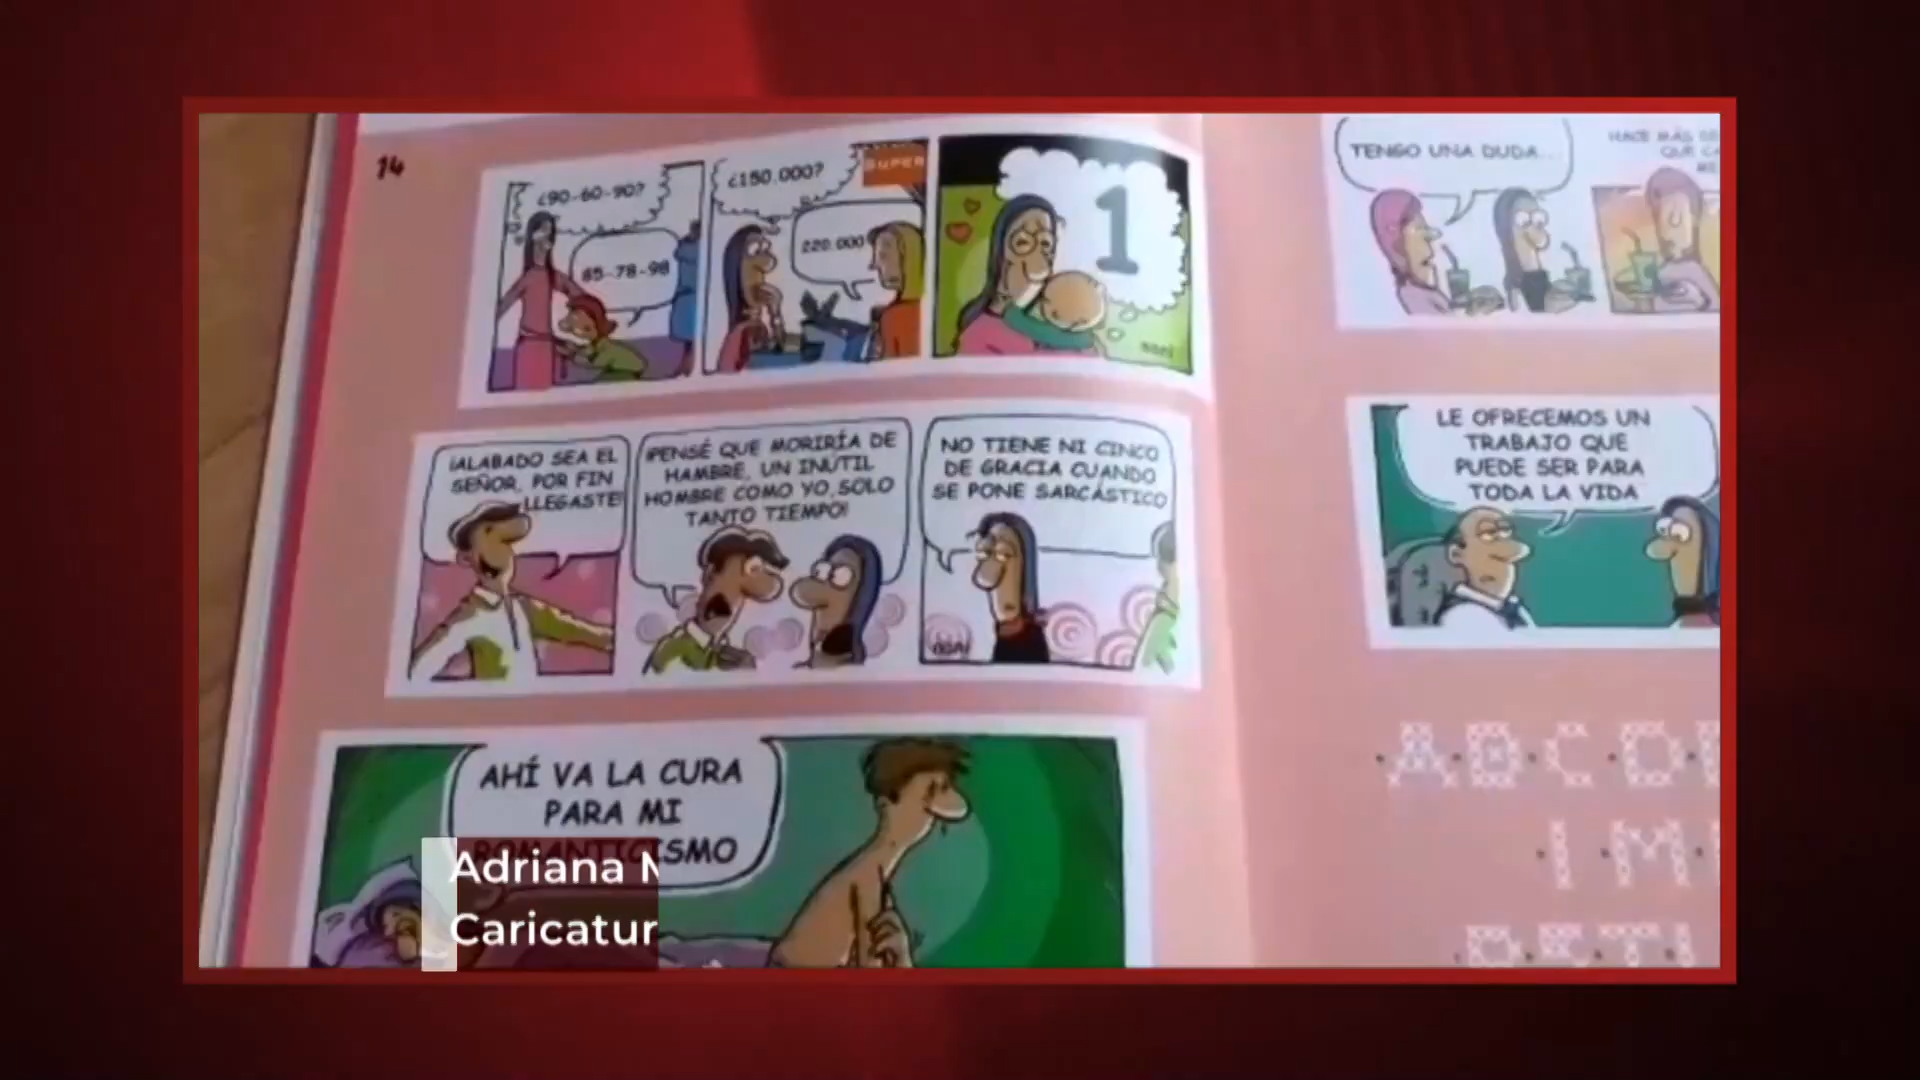 14
¿90-60-90?
85-78-98
¿150.000?
SUPER
220.000
1
¡ALABADO SEA EL
SEÑOR, POR FIN
LLEGASTE!
¡PENSÉ QUE MORIRÍA DE
HAMBRE, UN INÚTIL
HOMBRE COMO YO, SOLO
TANTO TIEMPO!
NO TIENE NI CINCO
DE GRACIA CUANDO
SE PONE SARCÁSTICO
AHÍ VA LA CURA
PARA MI
ROMANTICISMO
TENGO UNA DUDA...
HACE MÁS
LE OFRECEMOS UN
TRABAJO QUE
PUEDE SER PARA
TODA LA VIDA
A·B·C·D
·I·M·
Adriana M
Caricatur